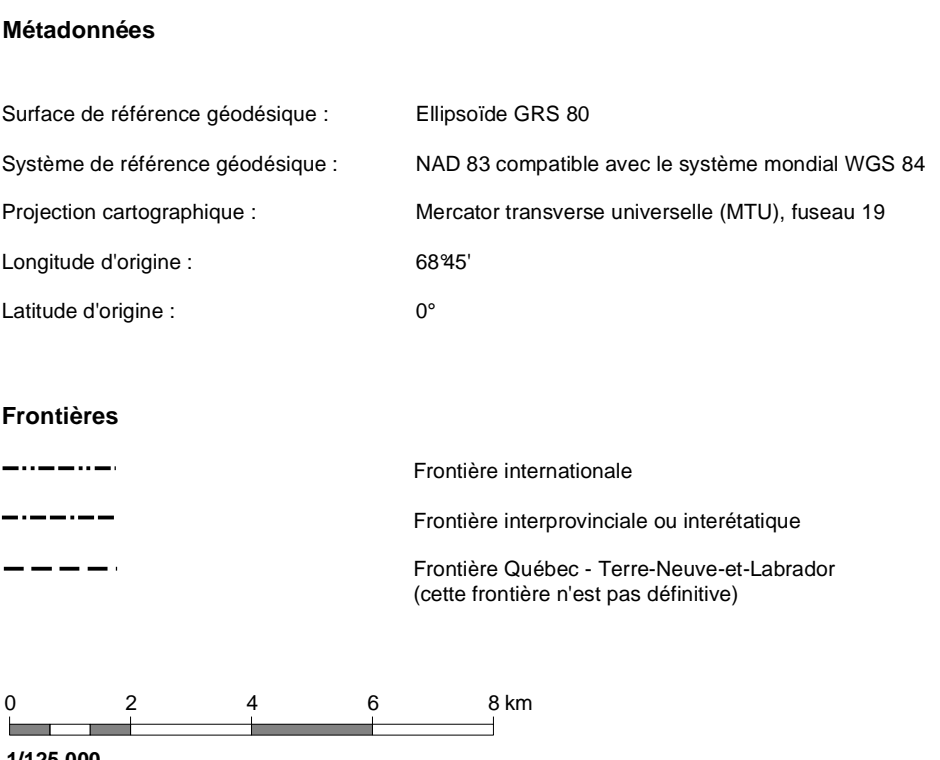 Métadonnées
Surface de référence géodésique : Ellipsoïde GRS 80
Système de référence géodésique : NAD 83 compatible avec le système mondial WGS 84
Projection cartographique : Mercator transverse universelle (MTU), fuseau 19
Longitude d'origine : 68°45'
Latitude d'origine : 0°
Frontières
Frontière internationale
Frontière interprovinciale ou interétatique
Frontière Québec - Terre-Neuve-et-Labrador
(cette frontière n'est pas définitive)
0 2 4 6 8 km
1/125 000